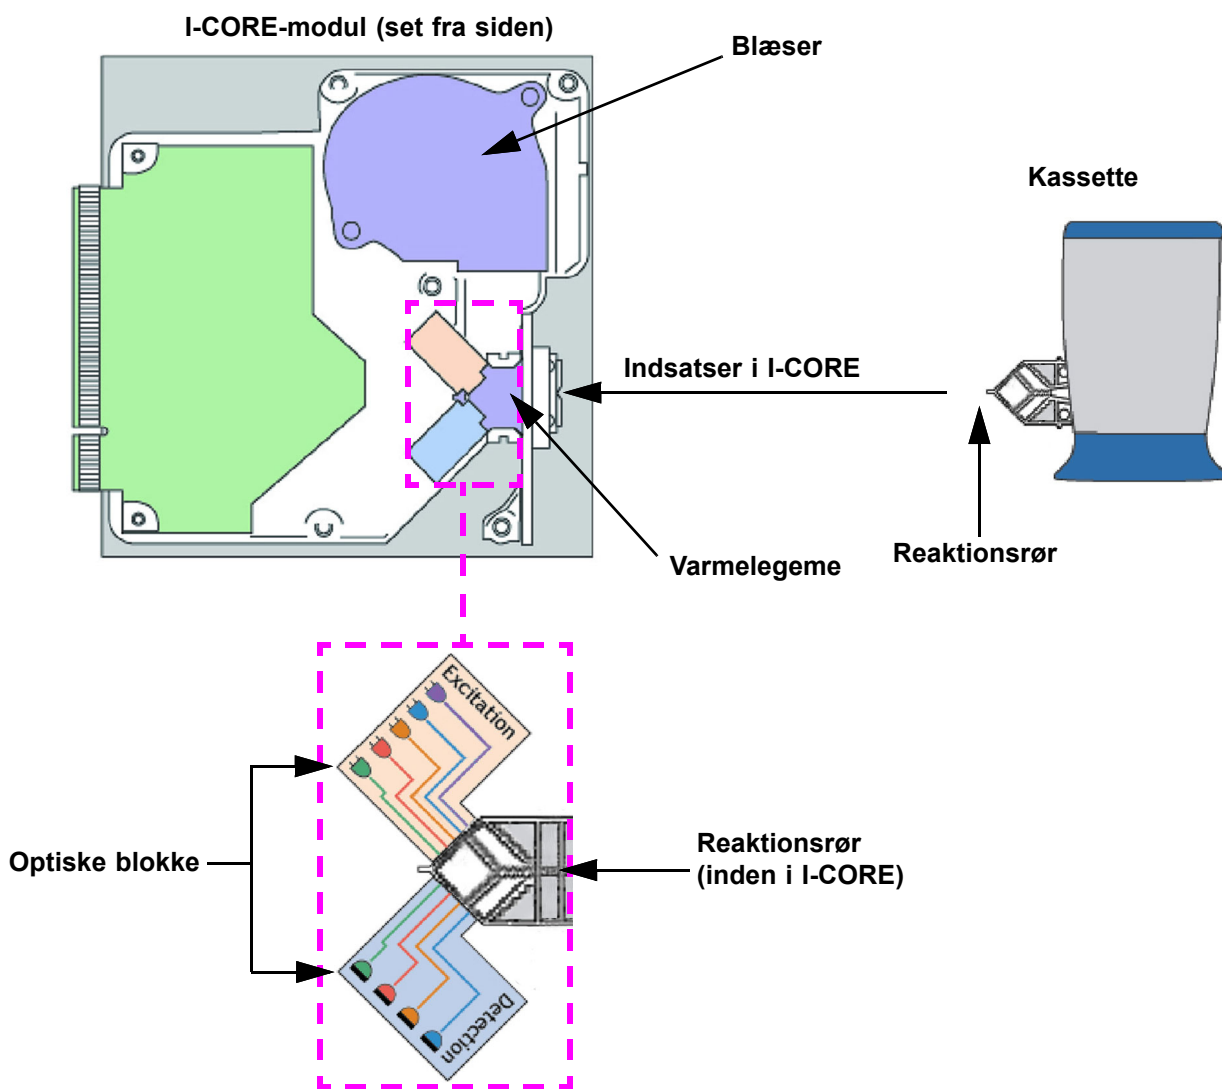 I-CORE-modul (set fra siden)
Blæser
Kassette
Indsatser i I-CORE
Reaktionsrør
Varmelegeme
Excitation
Optiske blokke
Reaktionsrør
(inden i I-CORE)
Detection